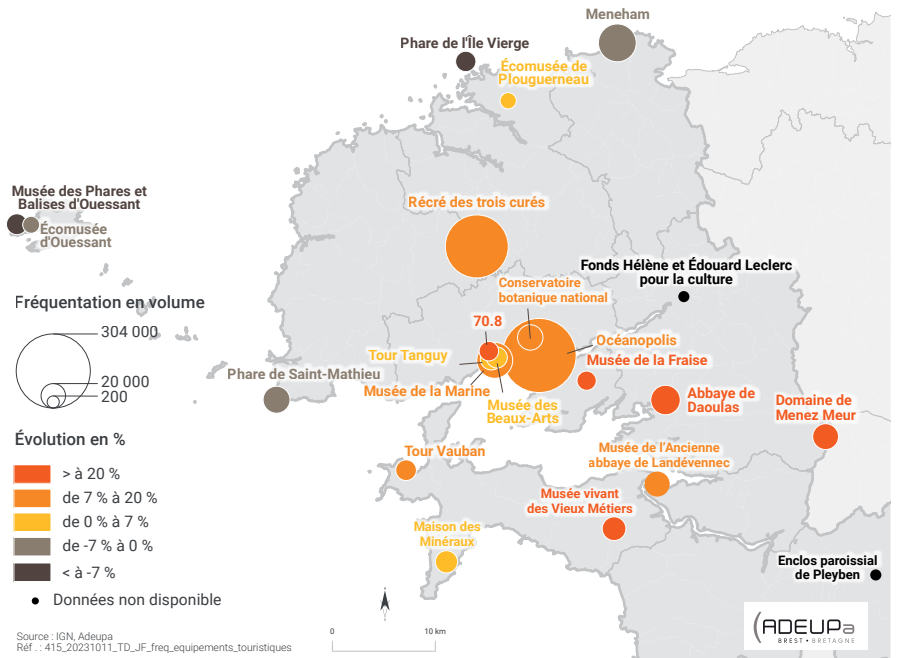 Meneham
Phare de l'Île Vierge
Écomusée de
Plouguerneau
Musée des Phares et
Balises d'Ouessant
Écomusée
d'Ouessant
Récré des trois curés
Fonds Hélène et Édouard Leclerc
pour la culture
Conservatoire
botanique national
70.8
Océanopolis
Tour Tanguy
Musée de la Fraise
Phare de Saint-Mathieu
Musée de la Marine
Musée des
Beaux-Arts
Abbaye de
Daoulas
Domaine de
Menez Meur
Tour Vauban
Musée de l'Ancienne
abbaye de Landévennec
Musée vivant
des Vieux Métiers
Maison des
Minéraux
Enclos paroissial
de Pleyben
Fréquentation en volume
304 000
20 000
200
Évolution en %
> à 20 %
de 7 % à 20 %
de 0 % à 7 %
de -7 % à 0 %
< à -7 %
Données non disponible
Source : IGN, Adeupa
Réf . : 415_20231011_TD_JF_freq_equipements_touristiques
0
10 km
ADEUPa
BREST • BRETAGNE